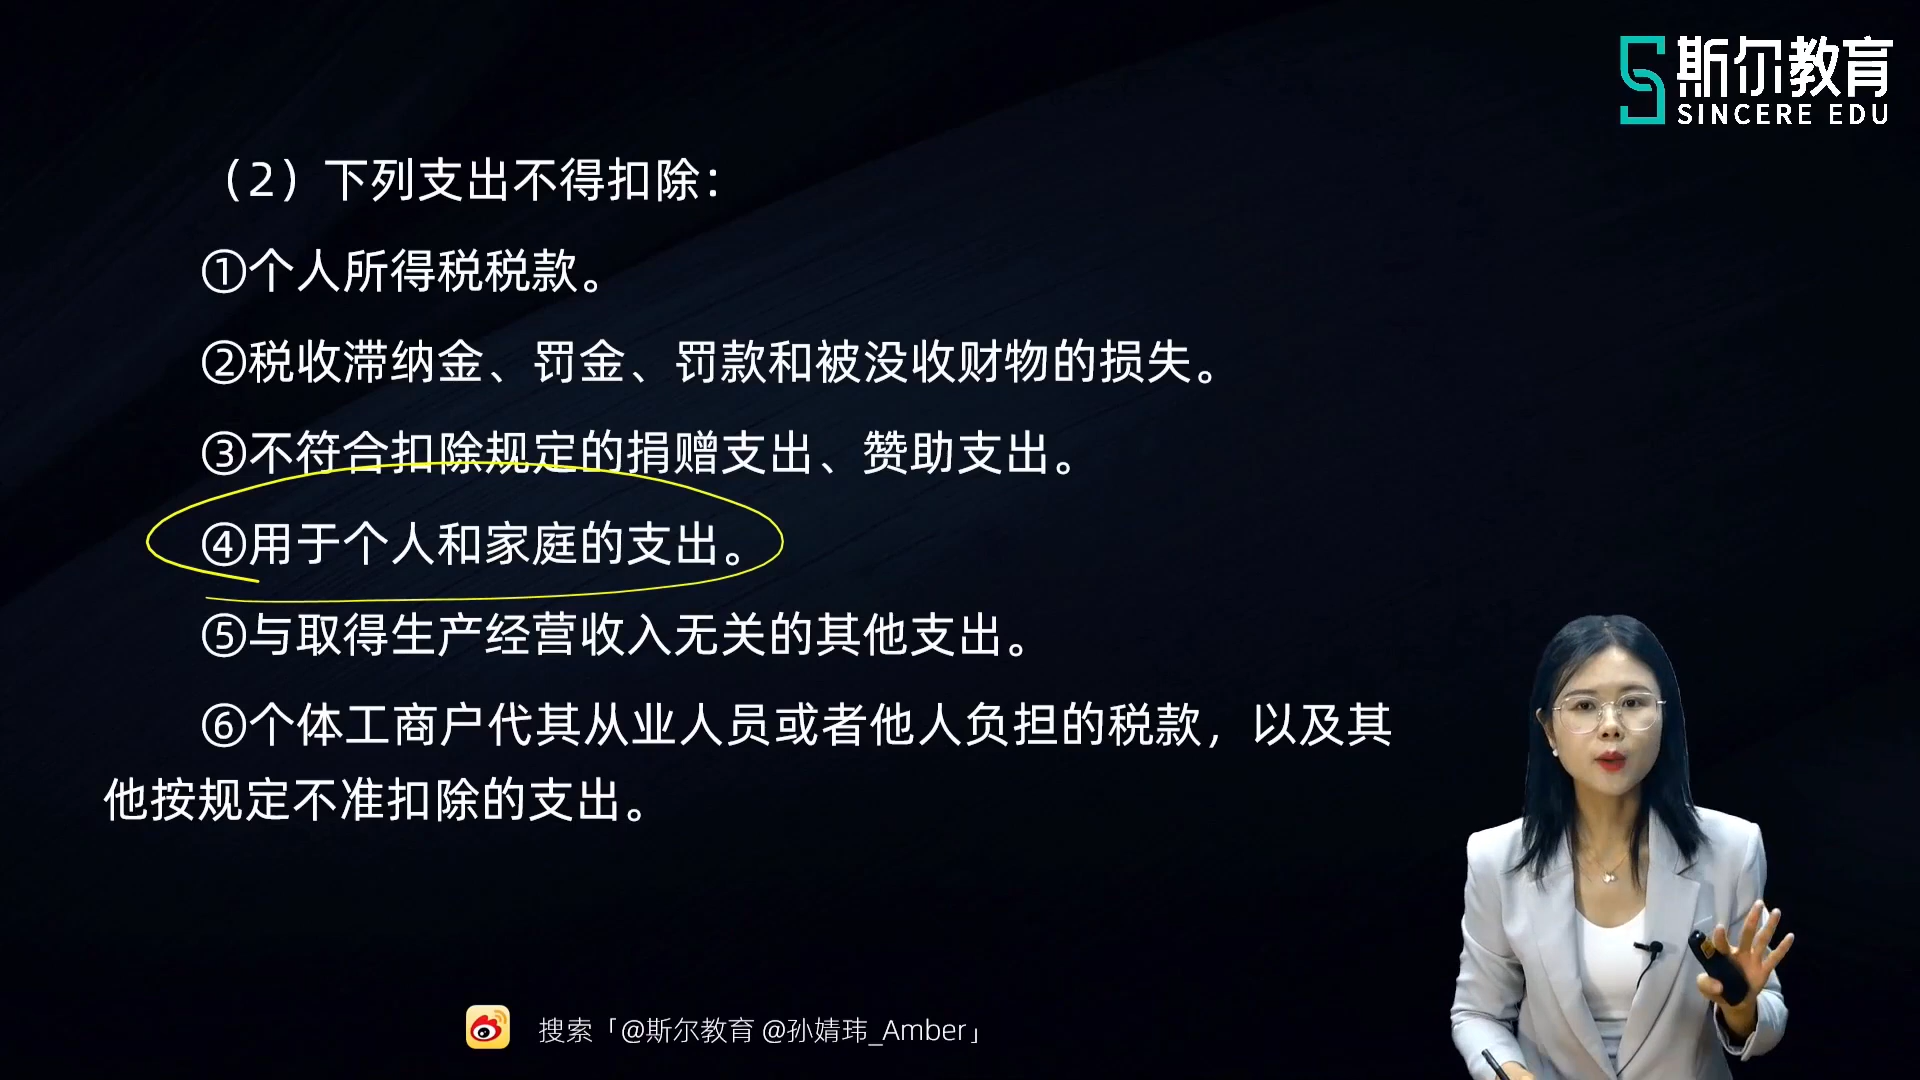 斯尔教育
SINCERE EDU
（2）下列支出不得扣除：
①个人所得税税款。
②税收滞纳金、罚金、罚款和被没收财物的损失。
③不符合扣除规定的捐赠支出、赞助支出。
④用于个人和家庭的支出。
⑤与取得生产经营收入无关的其他支出。
⑥个体工商户代其从业人员或者他人负担的税款，以及其
他按规定不准扣除的支出。
搜索「@斯尔教育 @孙婧玮_Amber」